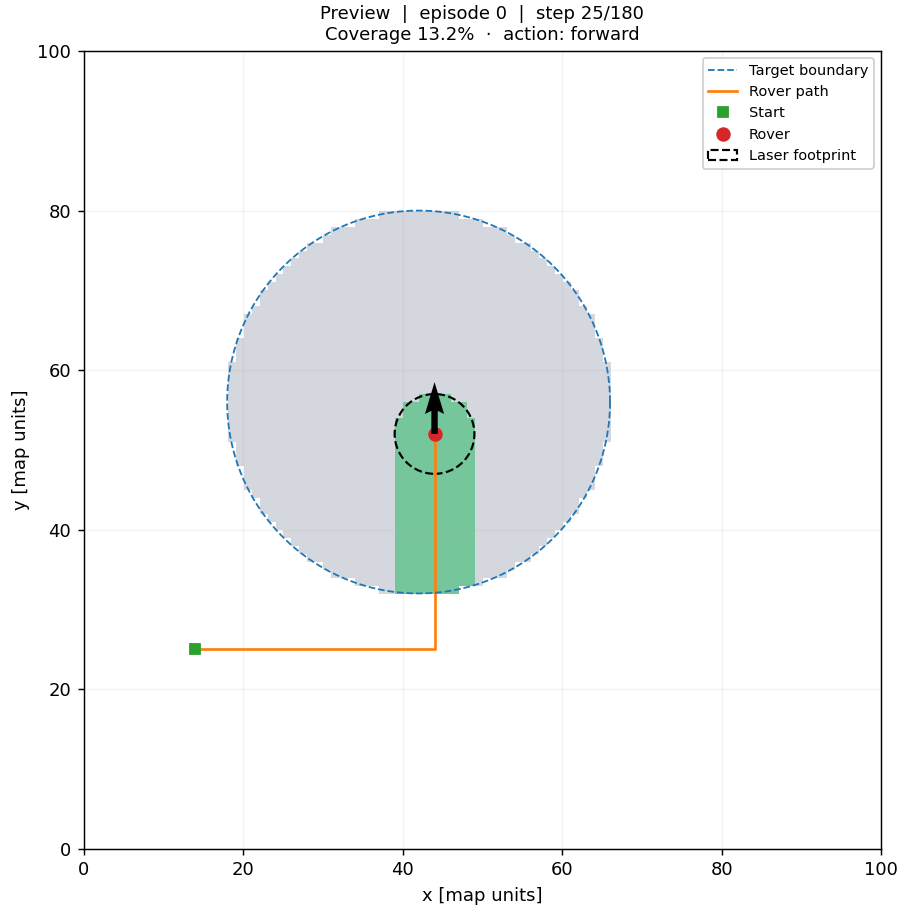 Preview  |  episode 0  |  step 25/180
Coverage 13.2%  ·  action: forward
Target boundary
Rover path
Start
Rover
Laser footprint
100
80
60
40
20
0
y [map units]
0 20 40 60 80 100
x [map units]